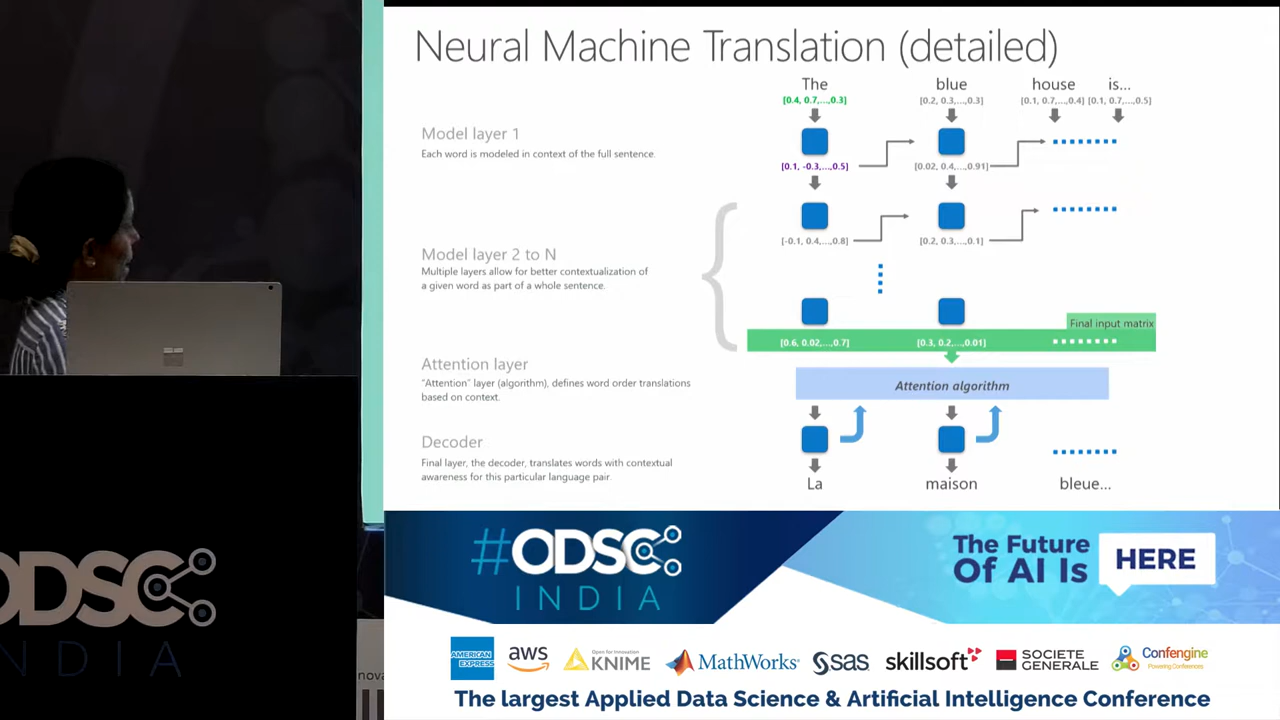 Neural Machine Translation (detailed)
The blue house is...
[0.4, 0.7,...,0.3] [0.2, 0.3,...,0.3] [0.1, 0.7,...,0.4] [0.1, 0.7,...,0.5]
Model layer 1
Each word is modeled in context of the full sentence.
[0.1, -0.3,...,0.5] [0.02, 0.4,...,0.91]
[-0.1, 0.4,...,0.8] [0.2, 0.3,...,0.1]
Model layer 2 to N
Multiple layers allow for better contextualization of
a given word as part of a whole sentence.
Final input matrix
[0.6, 0.02,...,0.7] [0.3, 0.2,...,0.01]
Attention layer
"Attention" layer (algorithm), defines word order translations
based on context.
Attention algorithm
Decoder
Final layer, the decoder, translates words with contextual
awareness for this particular language pair.
La maison bleue...
#ODSC
INDIA
The Future
Of AI Is
HERE
AMERICAN
EXPRESS
aws
Open for Innovation
KNIME
MathWorks
sas
skillsoft
SOCIETE
GENERALE
Confengine
Powering Conferences
The largest Applied Data Science & Artificial Intelligence Conference
ODSC
INDIA